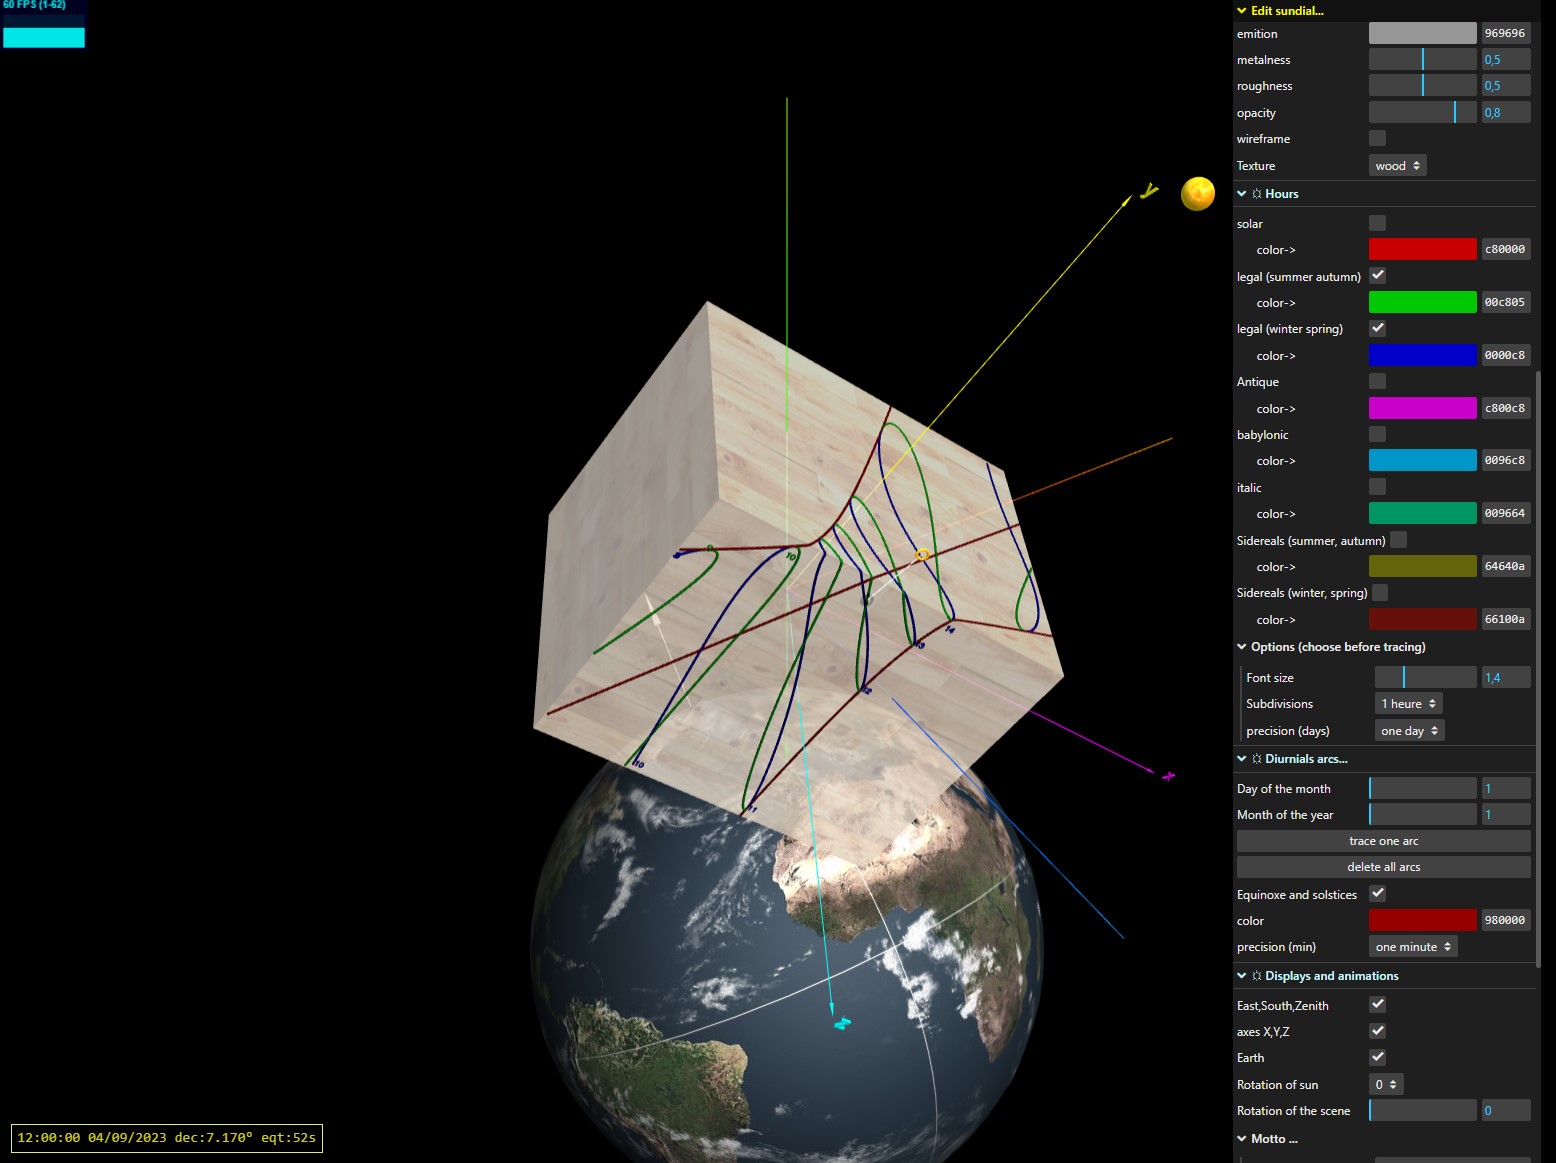 60 FPS (1-62)
Edit sundial...
emition 969696
metalness 0,5
roughness 0,5
opacity 0,8
wireframe
Texture wood
Hours
solar
color-> c80000
legal (summer autumn)
color-> 00c805
legal (winter spring)
color-> 0000c8
Antique
color-> c800c8
babylonic
color-> 0096c8
italic
color-> 009664
Sidereals (summer, autumn)
color-> 64640a
Sidereals (winter, spring)
color-> 66100a
Options (choose before tracing)
Font size 1,4
Subdivisions 1 heure
precision (days) one day
Diurnials arcs...
Day of the month 1
Month of the year 1
trace one arc
delete all arcs
Equinoxe and solstices
color 980000
precision (min) one minute
Displays and animations
East,South,Zenith
axes X,Y,Z
Earth
Rotation of sun 0
Rotation of the scene 0
Motto ...
y
10
14
13
12
10
11
x
12:00:00 04/09/2023 dec:7.170° eqt:52s